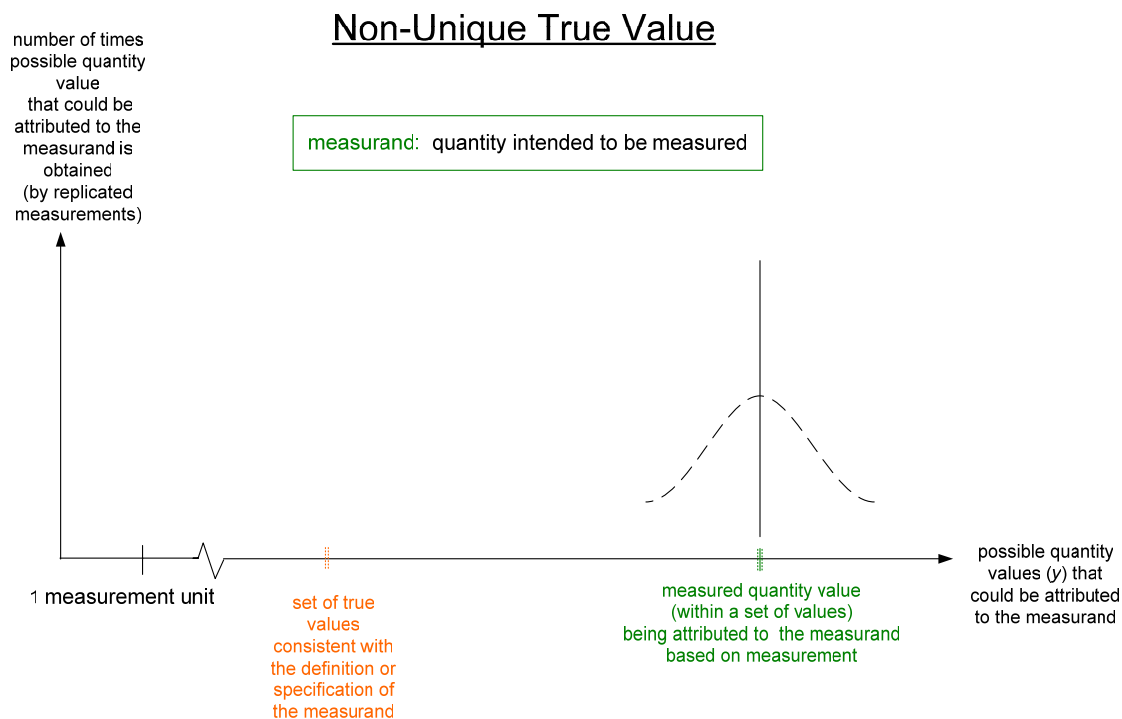 Non-Unique True Value
number of times
possible quantity
value
that could be
attributed to the
measurand is
obtained
(by replicated
measurements)
measurand: quantity intended to be measured
1 measurement unit
set of true
values
consistent with
the definition or
specification of
the measurand
measured quantity value
(within a set of values)
being attributed to the measurand
based on measurement
possible quantity
values (y) that
could be attributed
to the measurand